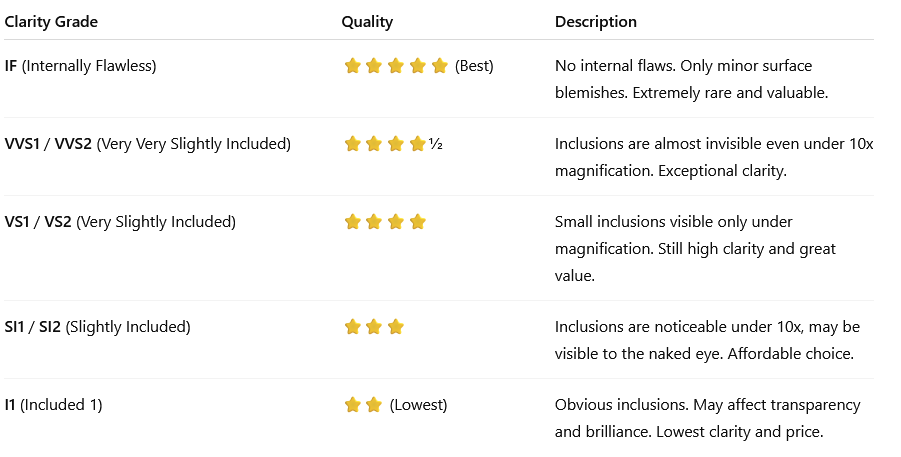 Clarity Grade Quality Description
IF (Internally Flawless) ⭐⭐⭐⭐⭐ (Best) No internal flaws. Only minor surface
blemishes. Extremely rare and valuable.
VVS1 / VVS2 (Very Very Slightly Included) ⭐⭐⭐⭐½ Inclusions are almost invisible even under 10x
magnification. Exceptional clarity.
VS1 / VS2 (Very Slightly Included) ⭐⭐⭐⭐ Small inclusions visible only under
magnification. Still high clarity and great
value.
SI1 / SI2 (Slightly Included) ⭐⭐⭐ Inclusions are noticeable under 10x, may be
visible to the naked eye. Affordable choice.
I1 (Included 1) ⭐⭐ (Lowest) Obvious inclusions. May affect transparency
and brilliance. Lowest clarity and price.